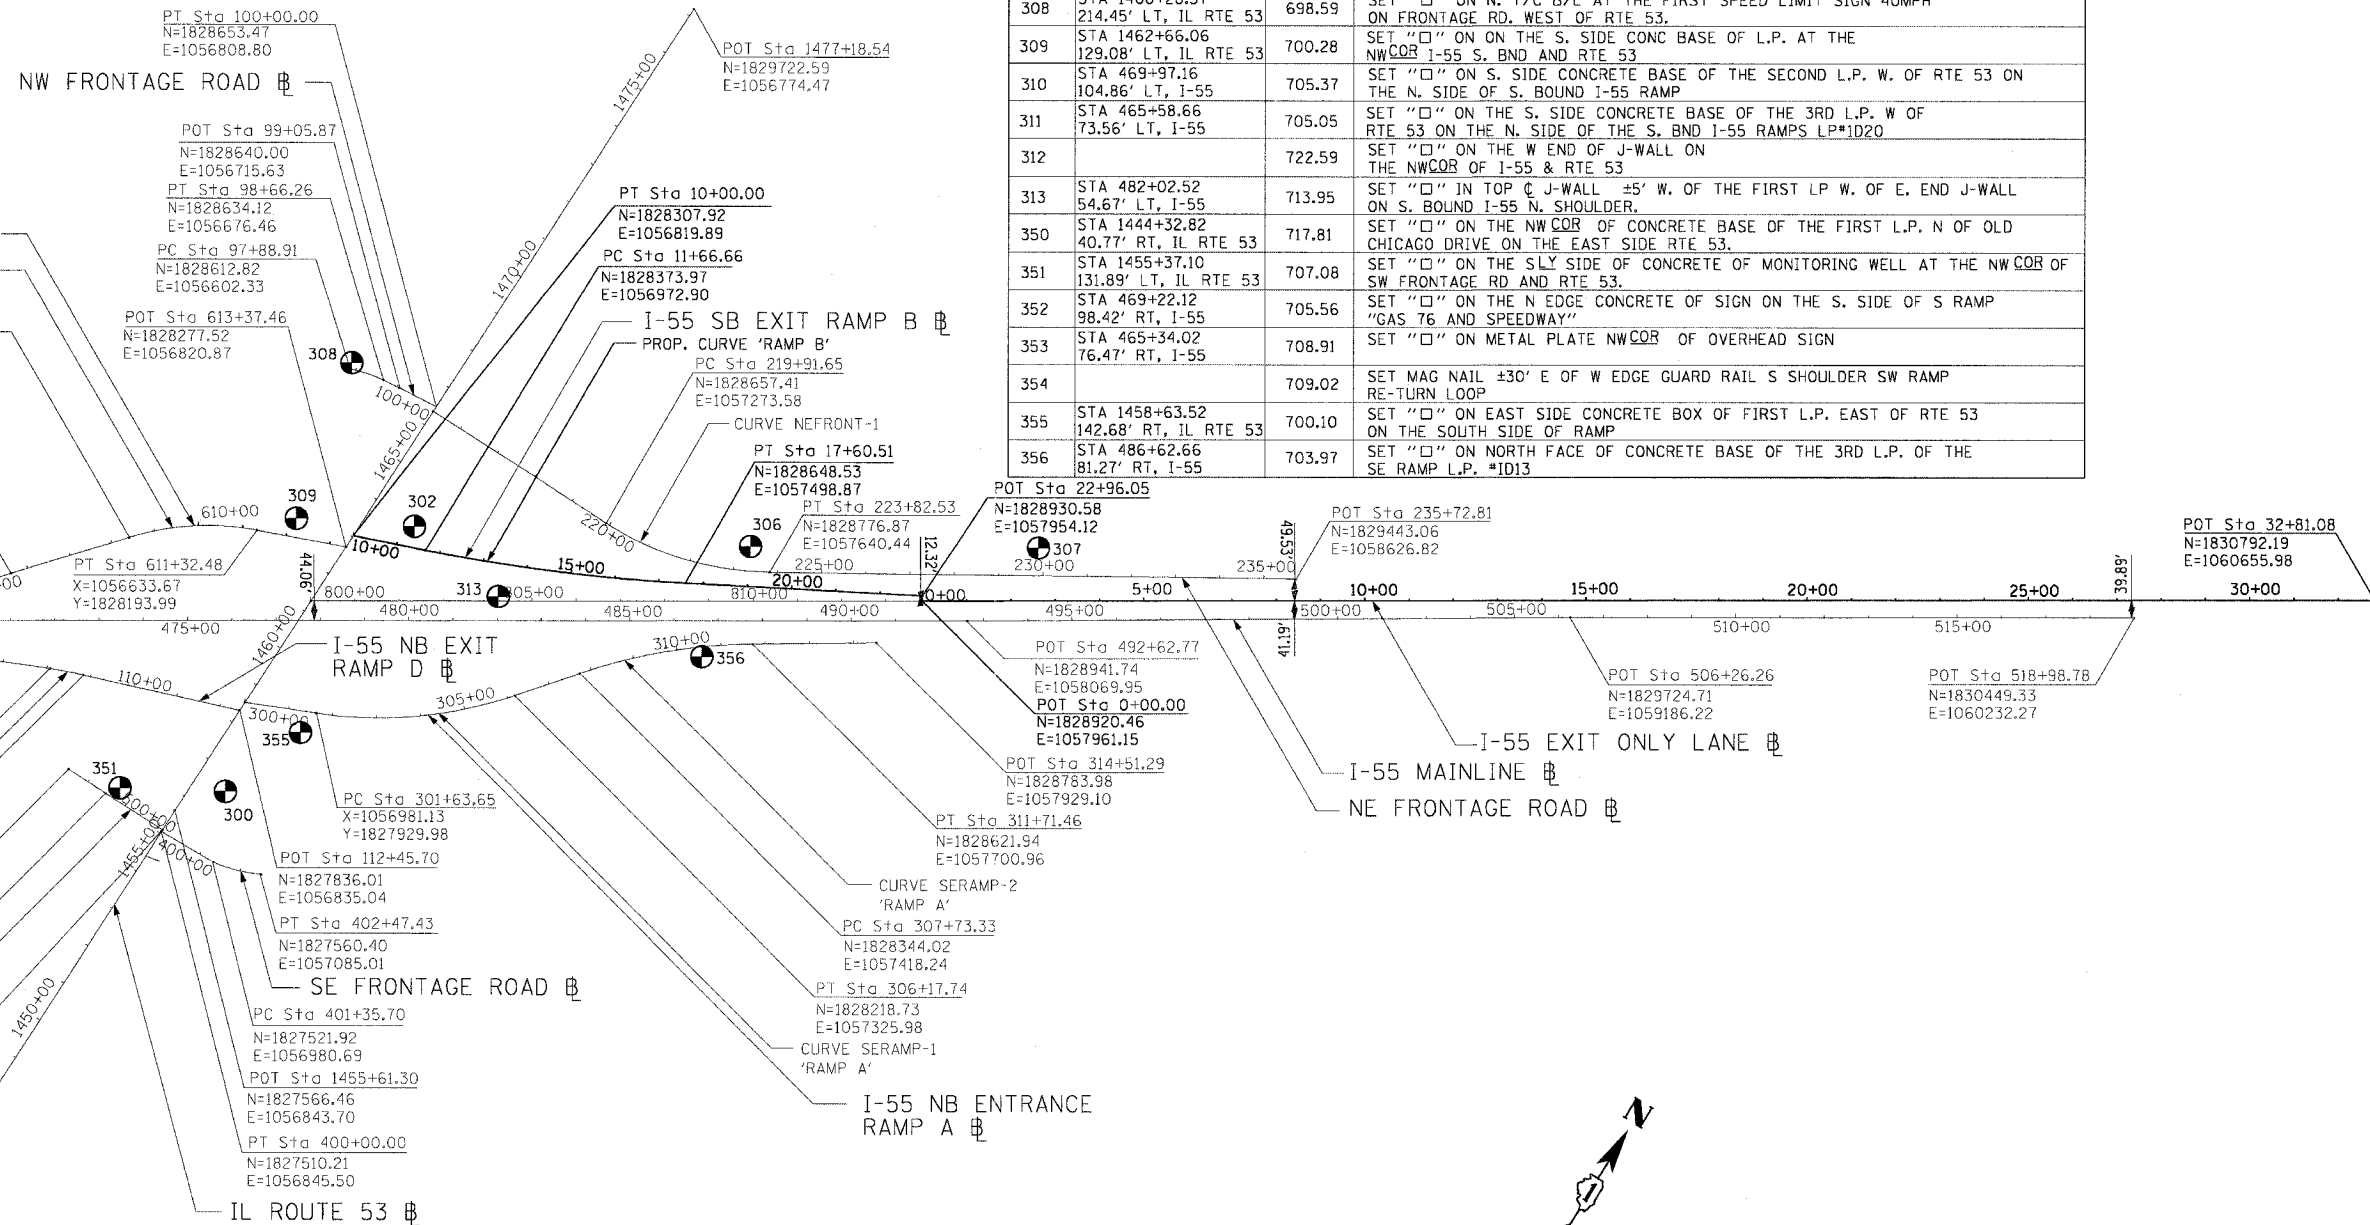 PT Sta 100+00.00
N=1828653.47
E=1056808.80
NW FRONTAGE ROAD
POT Sta 99+05.87
N=1828640.00
E=1056715.63
PT Sta 98+66.26
N=1828634.12
E=1056676.46
PC Sta 97+88.91
N=1828612.82
E=1056602.33
POT Sta 613+37.46
N=1828277.52
E=1056820.87
308
100+00
POT Sta 1477+18.54
N=1829722.59
E=1056774.47
1475+00
1470+00
1465+00
PT Sta 10+00.00
N=1828307.92
E=1056819.89
PC Sta 11+66.66
N=1828373.97
E=1056972.90
I-55 SB EXIT RAMP B
PROP. CURVE 'RAMP B'
PC Sta 219+91.65
N=1828657.41
E=1057273.58
CURVE NEFRONT-1
PT Sta 17+60.51
N=1828648.53
E=1057498.87
PT Sta 223+82.53
N=1828776.87
E=1057640.44
308
214.45' LT, IL RTE 53
698.59
ON FRONTAGE RD. WEST OF RTE 53.
309
STA 1462+66.06
129.08' LT, IL RTE 53
700.28
SET "□" ON ON THE S. SIDE CONC BASE OF L.P. AT THE
NW COR I-55 S. BND AND RTE 53
310
STA 469+97.16
104.86' LT, I-55
705.37
SET "□" ON S. SIDE CONCRETE BASE OF THE SECOND L.P. W. OF RTE 53 ON
THE N. SIDE OF S. BOUND I-55 RAMP
311
STA 465+58.66
73.56' LT, I-55
705.05
SET "□" ON THE S. SIDE CONCRETE BASE OF THE 3RD L.P. W OF
RTE 53 ON THE N. SIDE OF THE S. BND I-55 RAMPS LP#1D20
312
722.59
SET "□" ON THE W END OF J-WALL ON
THE NWCOR OF I-55 & RTE 53
313
STA 482+02.52
54.67' LT, I-55
713.95
SET "□" IN TOP ℄ J-WALL ±5' W. OF THE FIRST LP W. OF E. END J-WALL
ON S. BOUND I-55 N. SHOULDER.
350
STA 1444+32.82
40.77' RT, IL RTE 53
717.81
SET "□" ON THE NW COR OF CONCRETE BASE OF THE FIRST L.P. N OF OLD
CHICAGO DRIVE ON THE EAST SIDE RTE 53.
351
STA 1455+37.10
131.89' LT, IL RTE 53
707.08
SET "□" ON THE SLY SIDE OF CONCRETE OF MONITORING WELL AT THE NW COR OF
SW FRONTAGE RD AND RTE 53.
352
STA 469+22.12
98.42' RT, I-55
705.56
SET "□" ON THE N EDGE CONCRETE OF SIGN ON THE S. SIDE OF S RAMP
"GAS 76 AND SPEEDWAY"
353
STA 465+34.02
76.47' RT, I-55
708.91
SET "□" ON METAL PLATE NWCOR OF OVERHEAD SIGN
354
709.02
SET MAG NAIL ±30' E OF W EDGE GUARD RAIL S SHOULDER SW RAMP
RE-TURN LOOP
355
STA 1458+63.52
142.68' RT, IL RTE 53
700.10
SET "□" ON EAST SIDE CONCRETE BOX OF FIRST L.P. EAST OF RTE 53
ON THE SOUTH SIDE OF RAMP
356
STA 486+62.66
81.27' RT, I-55
703.97
SET "□" ON NORTH FACE OF CONCRETE BASE OF THE 3RD L.P. OF THE
SE RAMP L.P. #ID13
309
302
306
307
610+00
220+00
225+00
230+00
235+00
POT Sta 22+96.05
N=1828930.58
E=1057954.12
POT Sta 235+72.81
N=1829443.06
E=1058626.82
POT Sta 32+81.08
N=1830792.19
E=1060655.98
12.32'
49.53'
39.89'
44.06'
41.19'
PT Sta 611+32.48
X=1056633.67
Y=1828193.99
10+00
15+00
20+00
0+00
5+00
10+00
15+00
20+00
25+00
30+00
800+00
313
805+00
810+00
475+00
480+00
485+00
490+00
495+00
500+00
505+00
510+00
515+00
1460+00
I-55 NB EXIT
RAMP D
110+00
300+00
305+00
310+00
356
355
POT Sta 492+62.77
N=1828941.74
E=1058069.95
POT Sta 0+00.00
N=1828920.46
E=1057961.15
POT Sta 506+26.26
N=1829724.71
E=1059186.22
POT Sta 518+98.78
N=1830449.33
E=1060232.27
I-55 EXIT ONLY LANE
I-55 MAINLINE
NE FRONTAGE ROAD
POT Sta 314+51.29
N=1828783.98
E=1057929.10
PT Sta 311+71.46
N=1828621.94
E=1057700.96
CURVE SERAMP-2
'RAMP A'
PC Sta 307+73.33
N=1828344.02
E=1057418.24
PT Sta 306+17.74
N=1828218.73
E=1057325.98
CURVE SERAMP-1
'RAMP A'
I-55 NB ENTRANCE
RAMP A
351
300
500+00
400+00
1455+00
1450+00
PC Sta 301+63.65
X=1056981.13
Y=1827929.98
POT Sta 112+45.70
N=1827836.01
E=1056835.04
PT Sta 402+47.43
N=1827560.40
E=1057085.01
SE FRONTAGE ROAD
PC Sta 401+35.70
N=1827521.92
E=1056980.69
POT Sta 1455+61.30
N=1827566.46
E=1056843.70
PT Sta 400+00.00
N=1827510.21
E=1056845.50
IL ROUTE 53
N
1